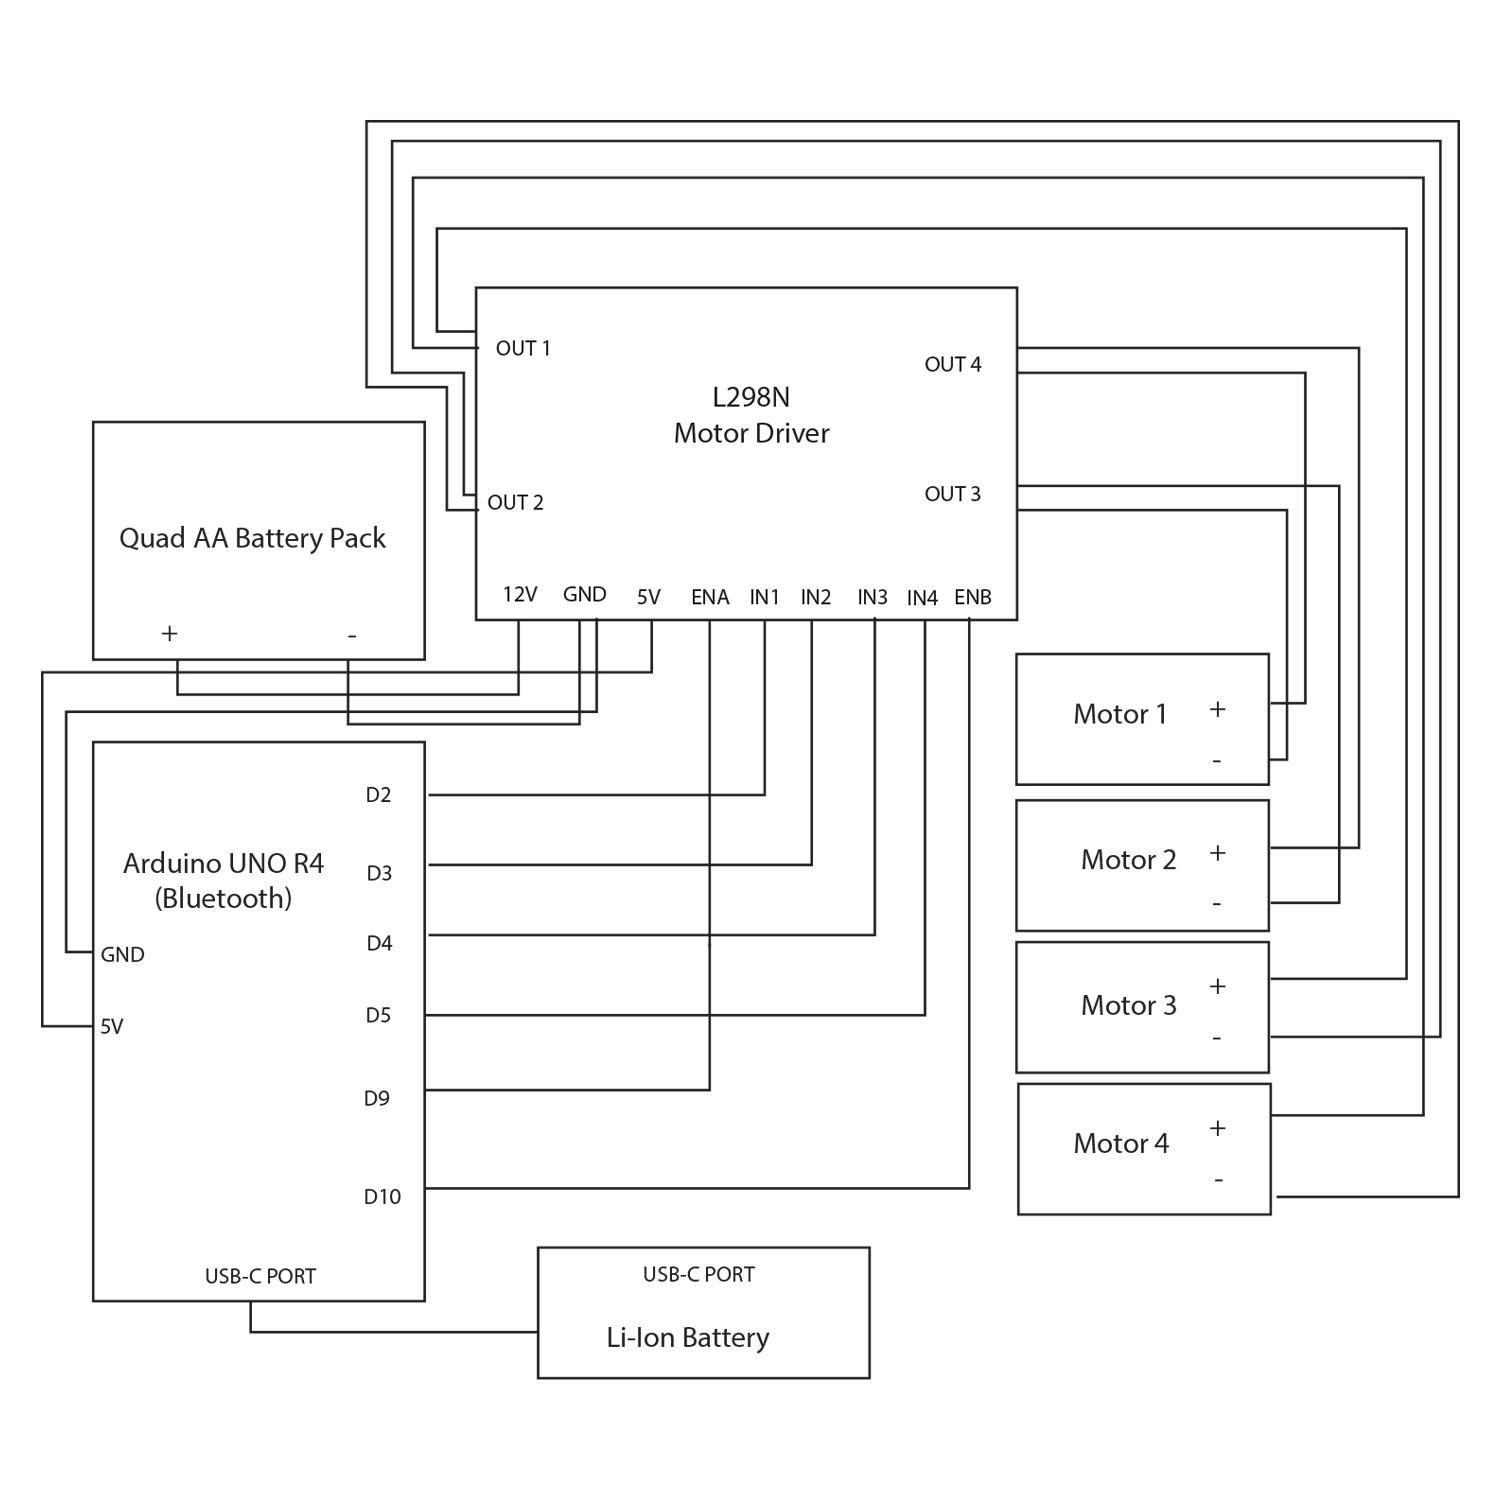 OUT 1
OUT 4
L298N
Motor Driver
OUT 2
OUT 3
12V GND 5V ENA IN1 IN2 IN3 IN4 ENB
Quad AA Battery Pack
+ -
Motor 1 +
-
Motor 2 +
-
Motor 3 +
-
Motor 4 +
-
D2
Arduino UNO R4
(Bluetooth)
D3
D4
GND
D5
5V
D9
D10
USB-C PORT
USB-C PORT
Li-Ion Battery